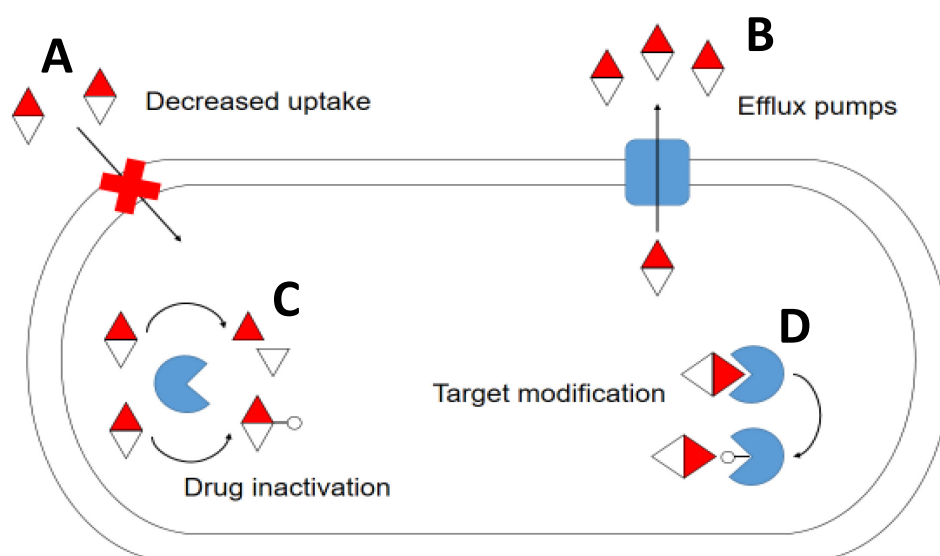 A
Decreased uptake
B
Efflux pumps
C
Drug inactivation
D
Target modification